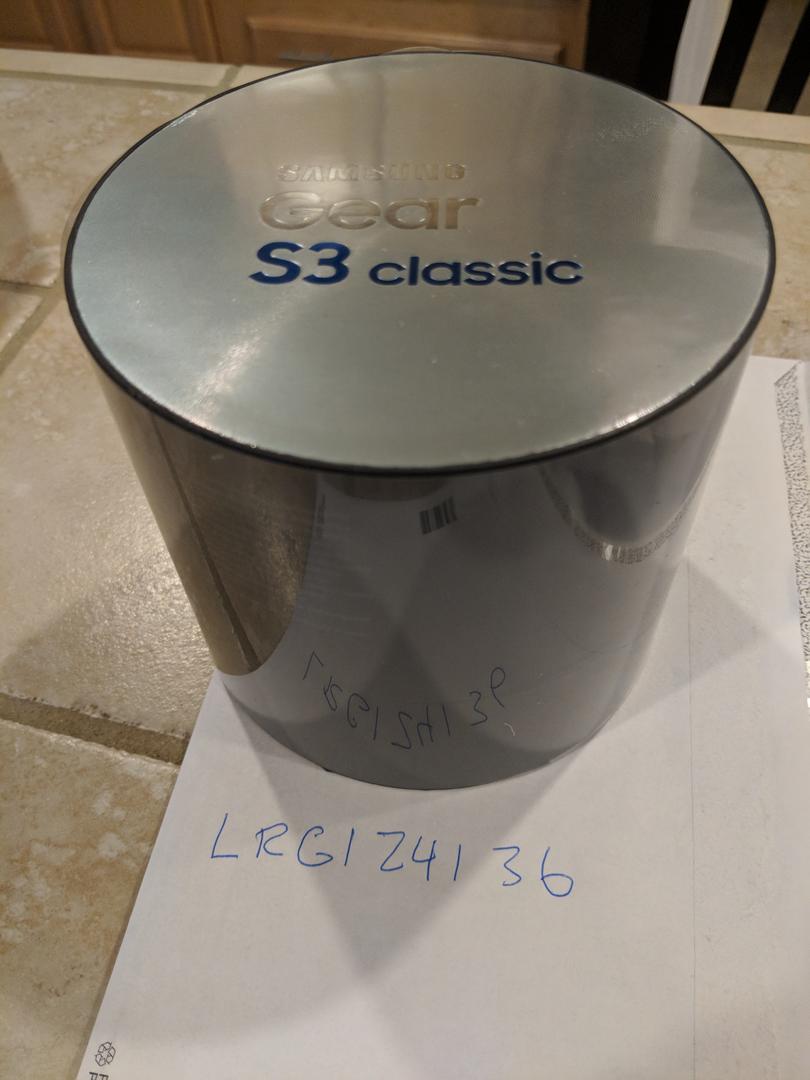 SAMSUNG
Gear
S3 classic
LRG124136